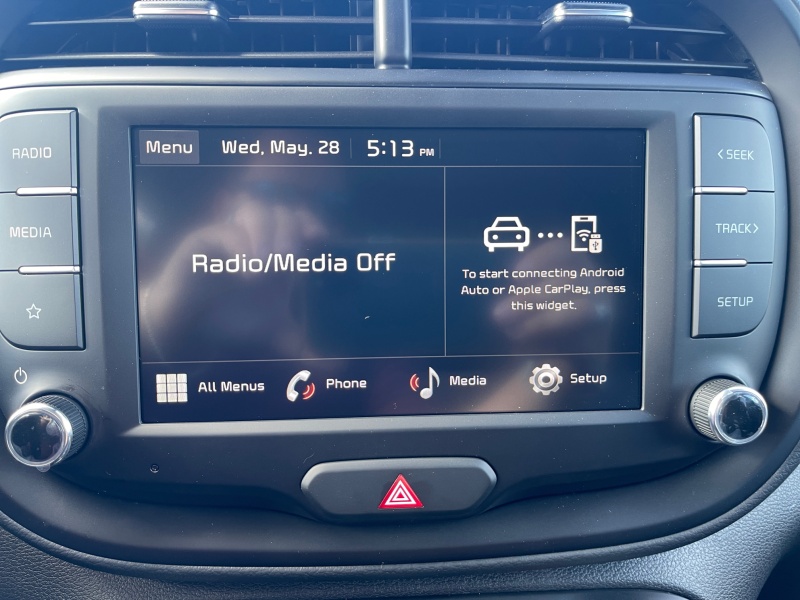 RADIO
MEDIA
Menu Wed, May. 28 5:13 PM
Radio/Media Off
To start connecting Android
Auto or Apple CarPlay, press
this widget.
All Menus Phone Media Setup
< SEEK
TRACK >
SETUP